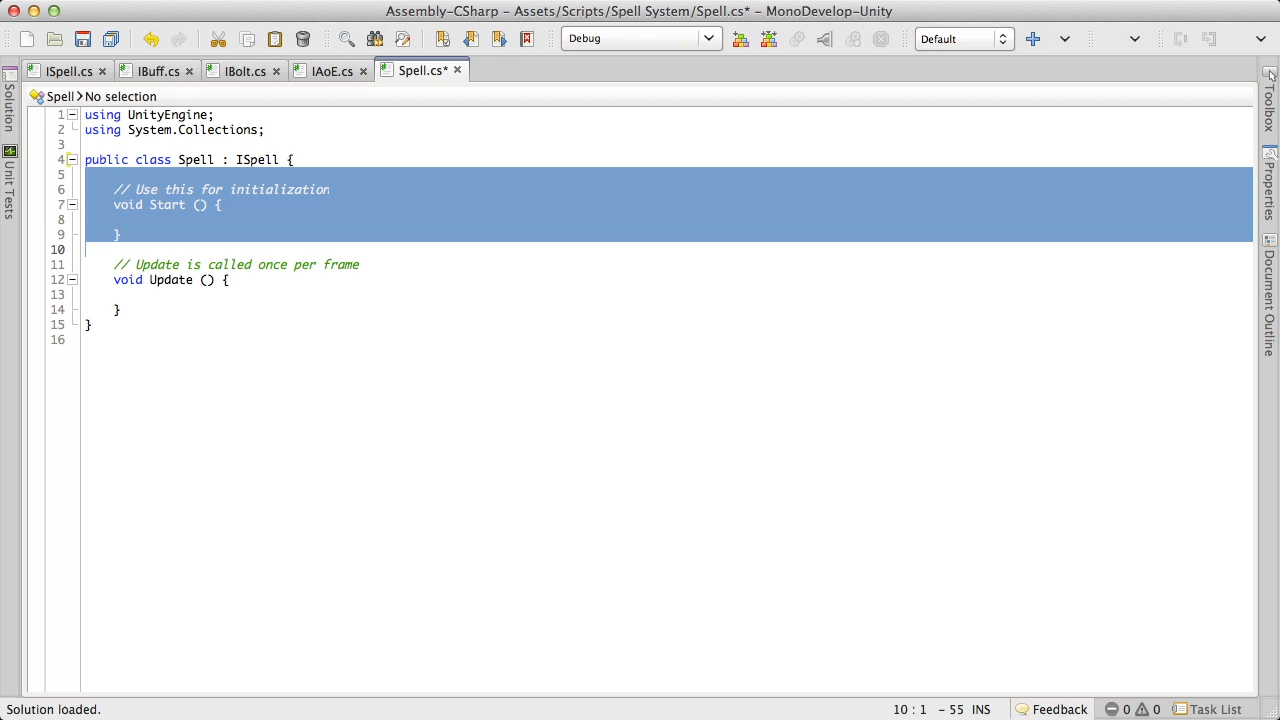 Assembly-CSharp – Assets/Scripts/Spell System/Spell.cs* – MonoDevelop-Unity
Debug
Default
ISpell.cs
IBuff.cs
IBolt.cs
IAoE.cs
Spell.cs*
Spell
No selection
1 using UnityEngine;
2 using System.Collections;
3
4 public class Spell : ISpell {
5
6 // Use this for initialization
7 void Start () {
8
9 }
10
11 // Update is called once per frame
12 void Update () {
13
14 }
15 }
16
Solution
Unit Tests
Toolbox
Properties
Document Outline
Solution loaded.
10 : 1 - 55 INS
Feedback
0
0
Task List